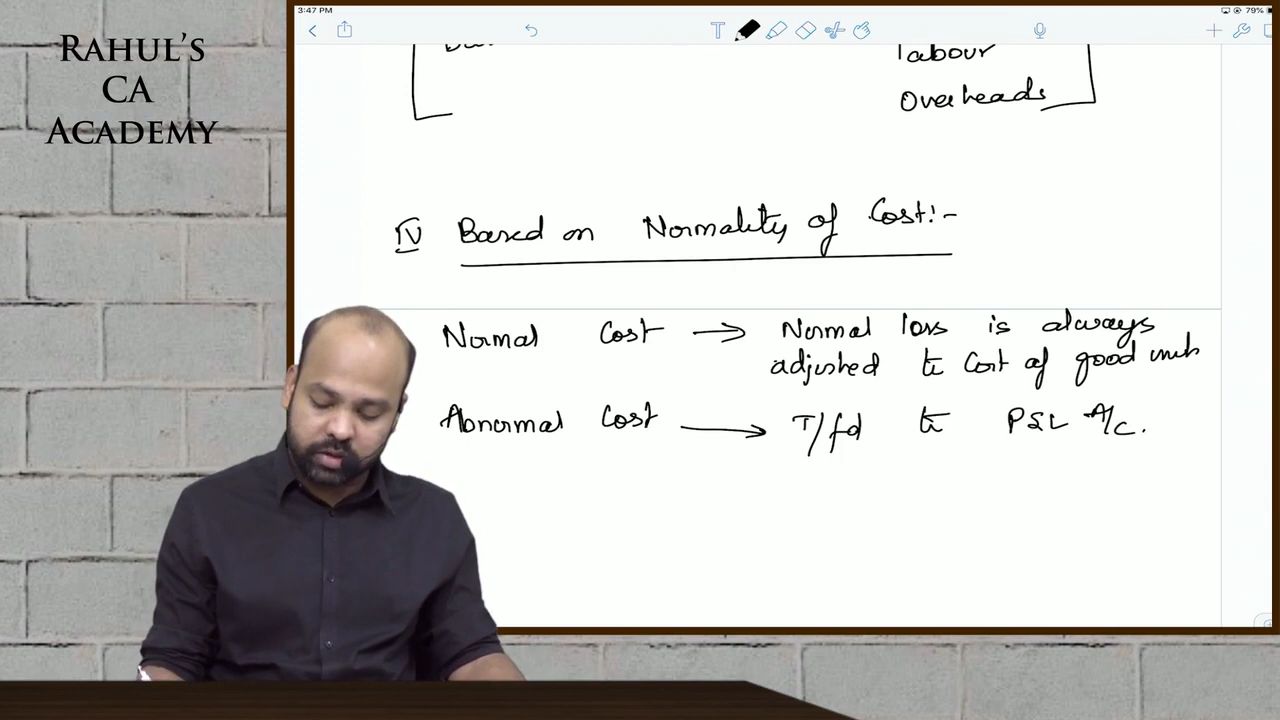 RAHUL'S
CA
ACADEMY
3:47 PM
79%
T
labour
Overheads
IV Based on Normality of Cost:-
Normal Cost → Normal loss is always
adjusted to Cost of good units
Abnormal Cost → T/fd to P&L A/C.